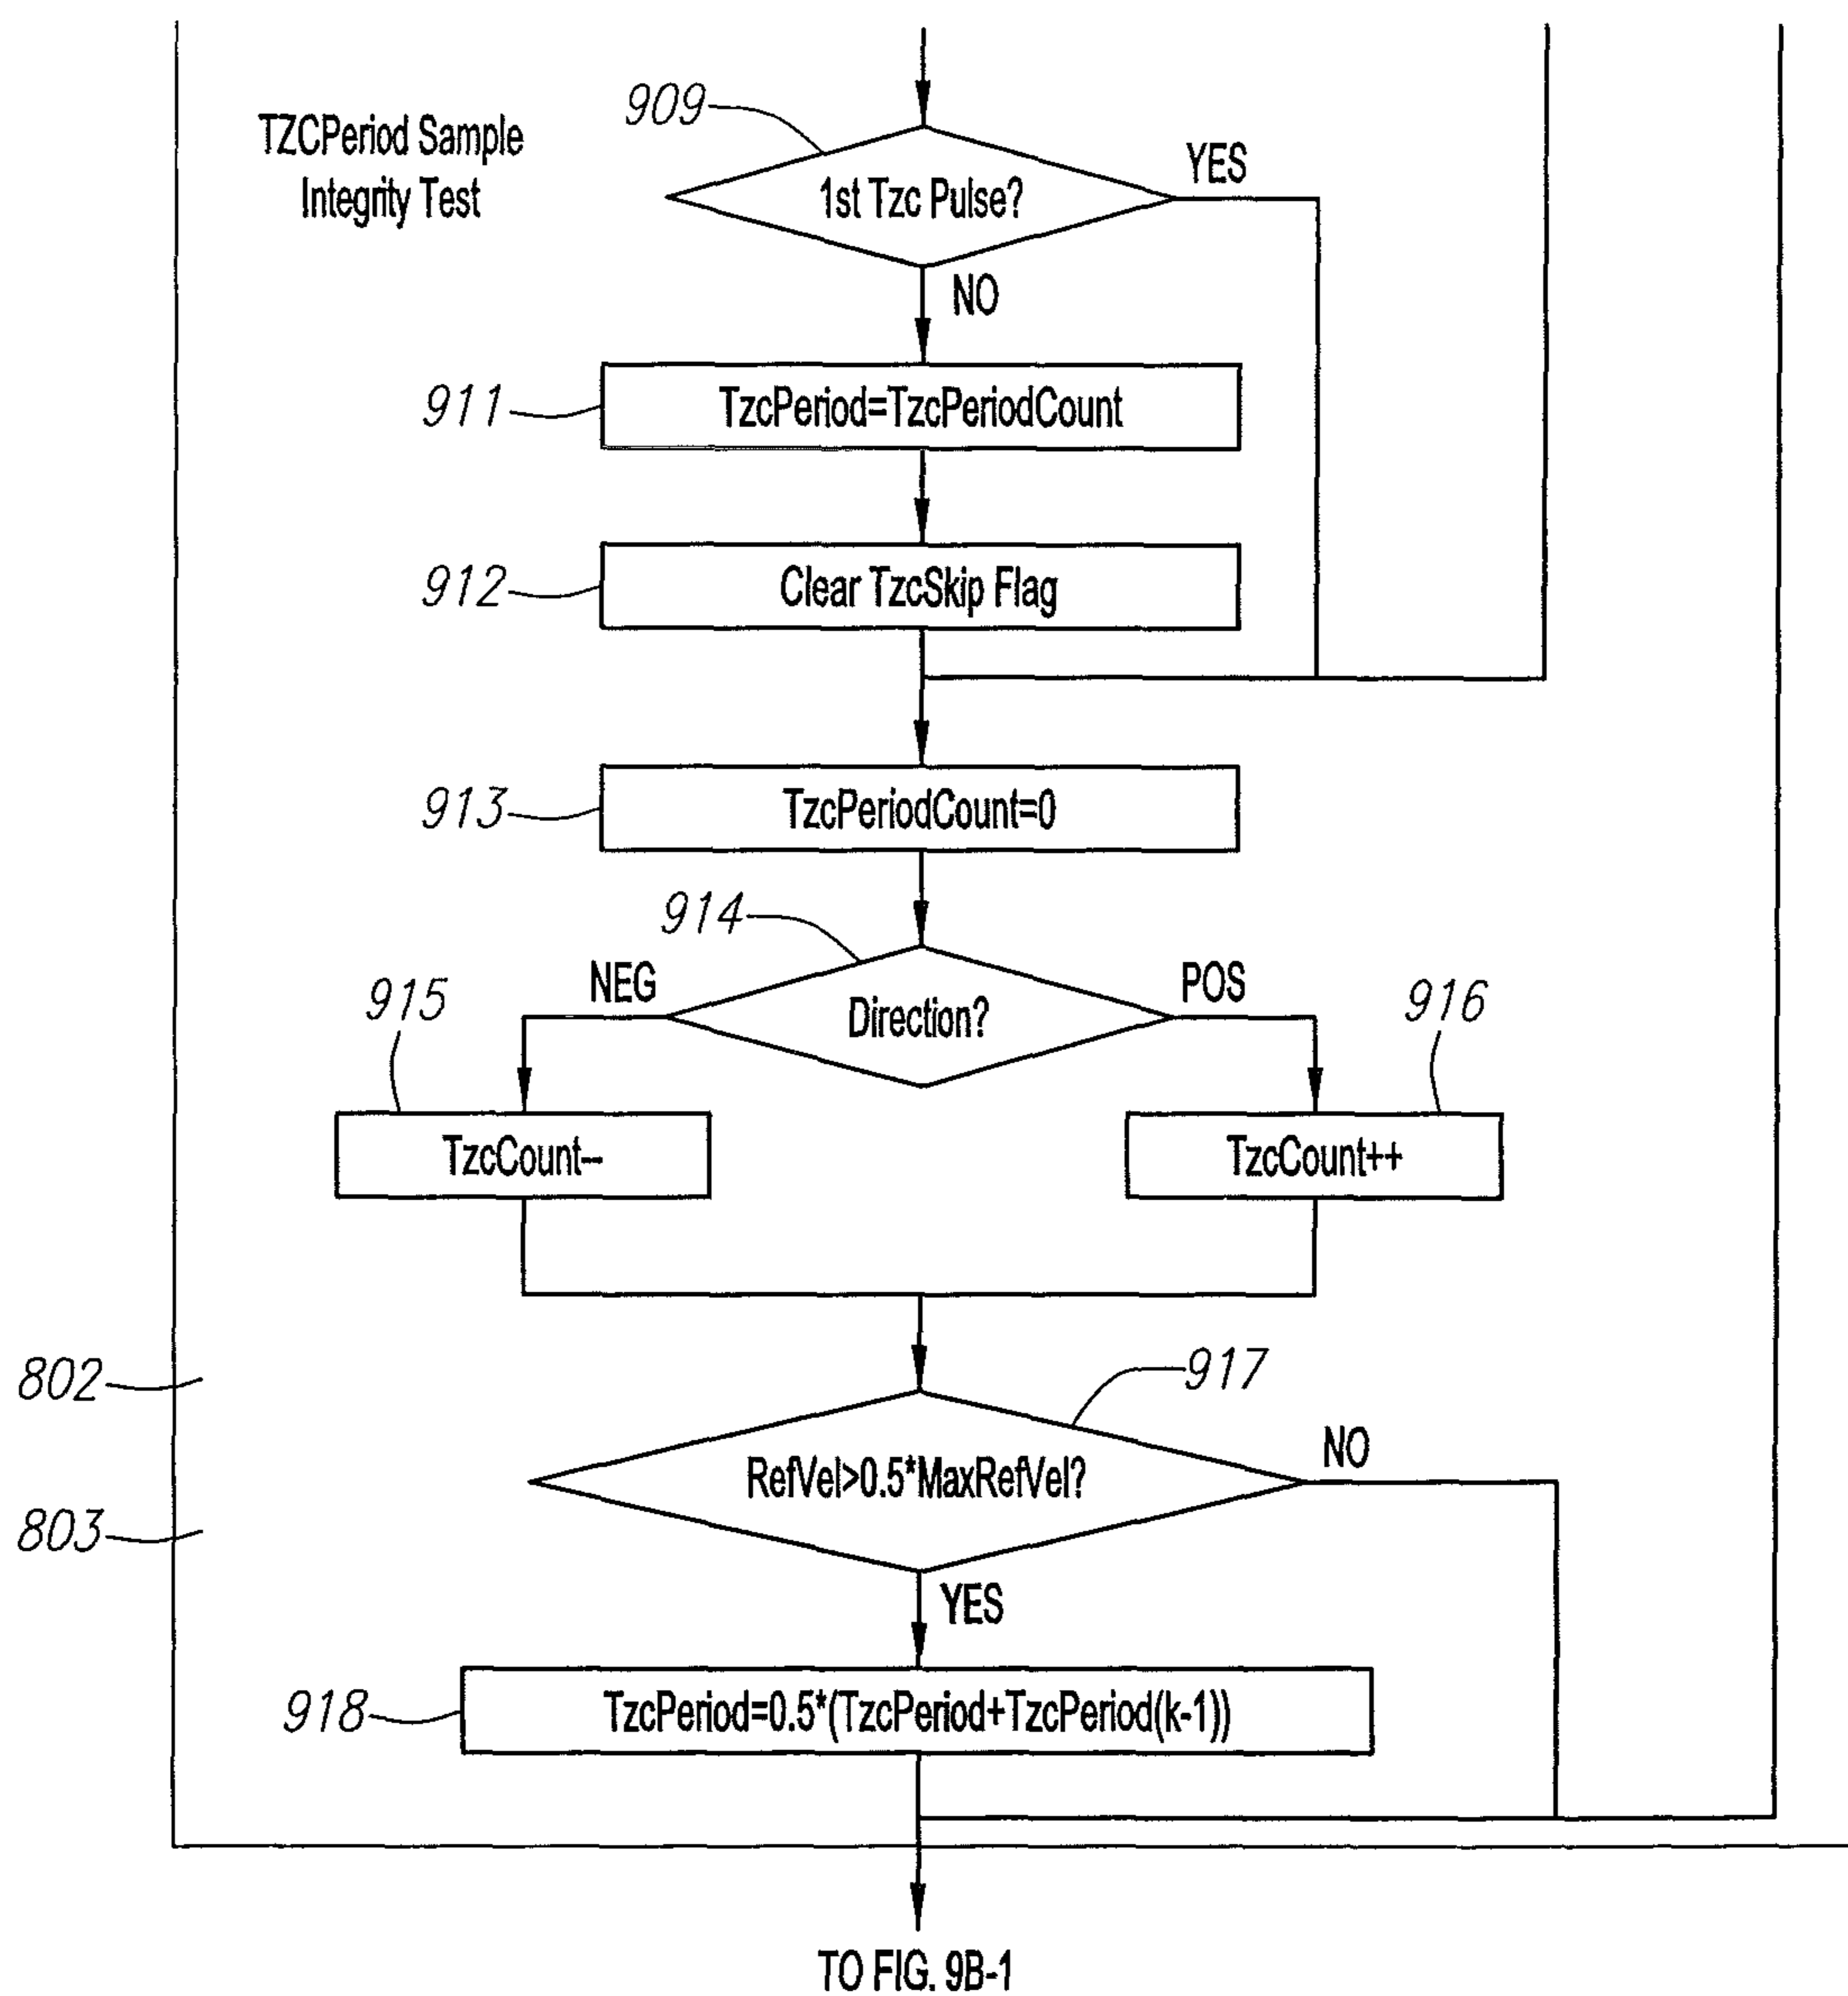 TZCPeriod Sample
Integrity Test
909
1st Tzc Pulse?
YES
NO
911
TzcPeriod=TzcPeriodCount
912
Clear TzcSkip Flag
913
TzcPeriodCount=0
914
NEG
Direction?
POS
915
916
TzcCount--
TzcCount++
802
917
RefVel>0.5*MaxRefVel?
NO
803
YES
918
TzcPeriod=0.5*(TzcPeriod+TzcPeriod(k-1))
TO FIG. 9B-1